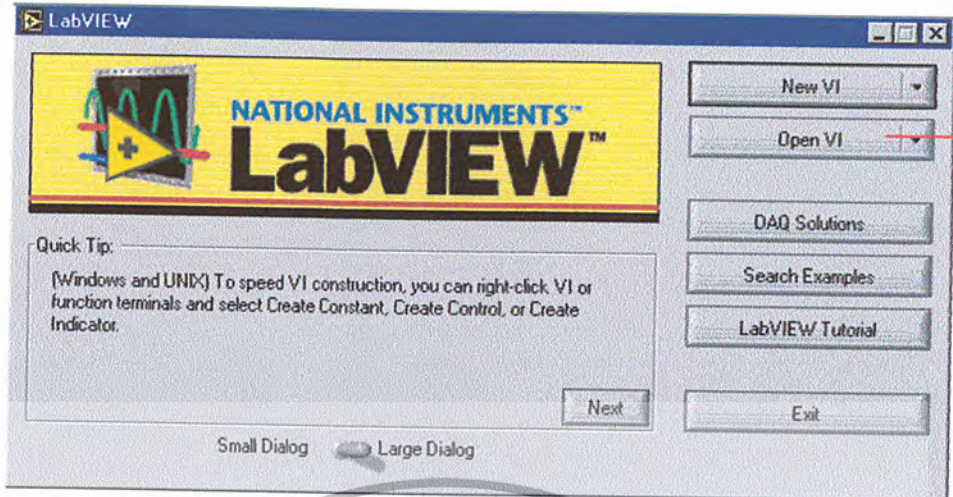 LabVIEW
NATIONAL INSTRUMENTS™
LabVIEW™
Quick Tip:
(Windows and UNIX) To speed VI construction, you can right-click VI or
function terminals and select Create Constant, Create Control, or Create
Indicator.
Next
Small Dialog Large Dialog
New VI
Open VI
DAQ Solutions
Search Examples
LabVIEW Tutorial
Exit